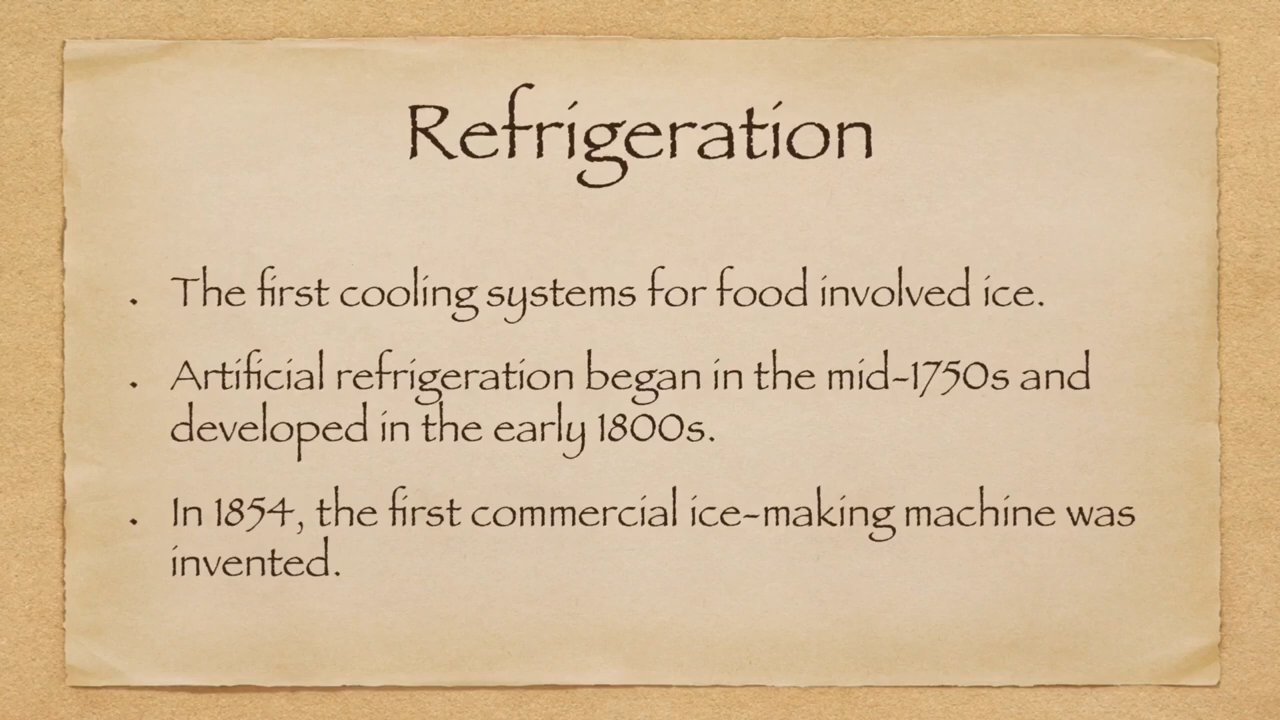 Refrigeration
. The first cooling systems for food involved ice.
. Artificial refrigeration began in the mid-1750s and
developed in the early 1800s.
. In 1854, the first commercial ice-making machine was
invented.